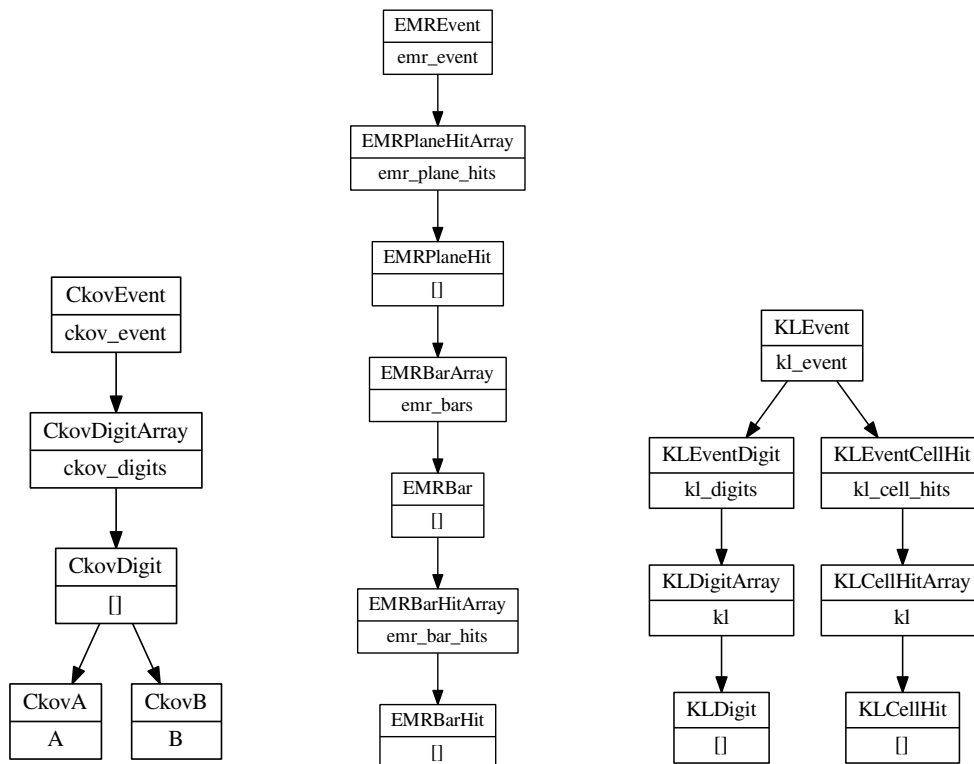 CkovEvent
ckov_event
CkovDigitArray
ckov_digits
CkovDigit
[]
CkovA
A
CkovB
B
EMREvent
emr_event
EMRPlaneHitArray
emr_plane_hits
EMRPlaneHit
[]
EMRBarArray
emr_bars
EMRBar
[]
EMRBarHitArray
emr_bar_hits
EMRBarHit
[]
KLEvent
kl_event
KLEventDigit
kl_digits
KLDigitArray
kl
KLDigit
[]
KLEventCellHit
kl_cell_hits
KLCellHitArray
kl
KLCellHit
[]